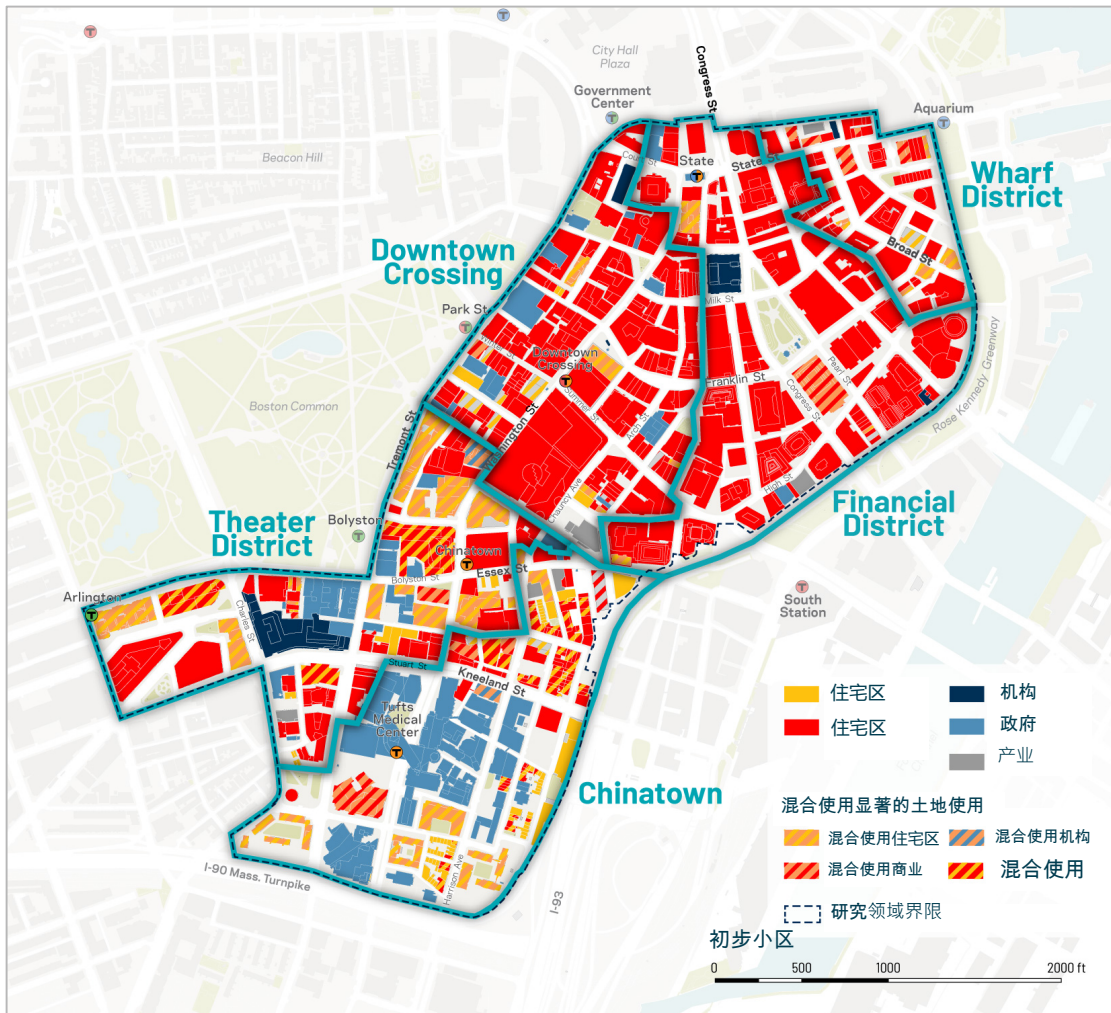 City Hall
Plaza
Congress St
Government
Center
Aquarium
Beacon Hill
Court St
State
State St
Wharf
District
Downtown
Crossing
Broad St
Park St
Milk St
Winter St
Downtown
Crossing
Franklin St
Pearl St
Congress St
Summer St
Rose Kennedy Greenway
Boston Common
Tremont St
Washington St
Arch St
Chauncy Ave
High St
Financial
District
Theater
District
Bolyston
Chinatown
Essex St
Bolyston St
Arlington
Charles St
South
Station
Stuart St
Kneeland St
Tufts
Medical
Center
Chinatown
Harrison Ave
I-90 Mass. Turnpike
I-93
住宅区
机构
住宅区
政府
产业
混合使用显著的土地使用
混合使用住宅区
混合使用机构
混合使用商业
混合使用
研究领域界限
初步小区
0 500 1000 2000 ft